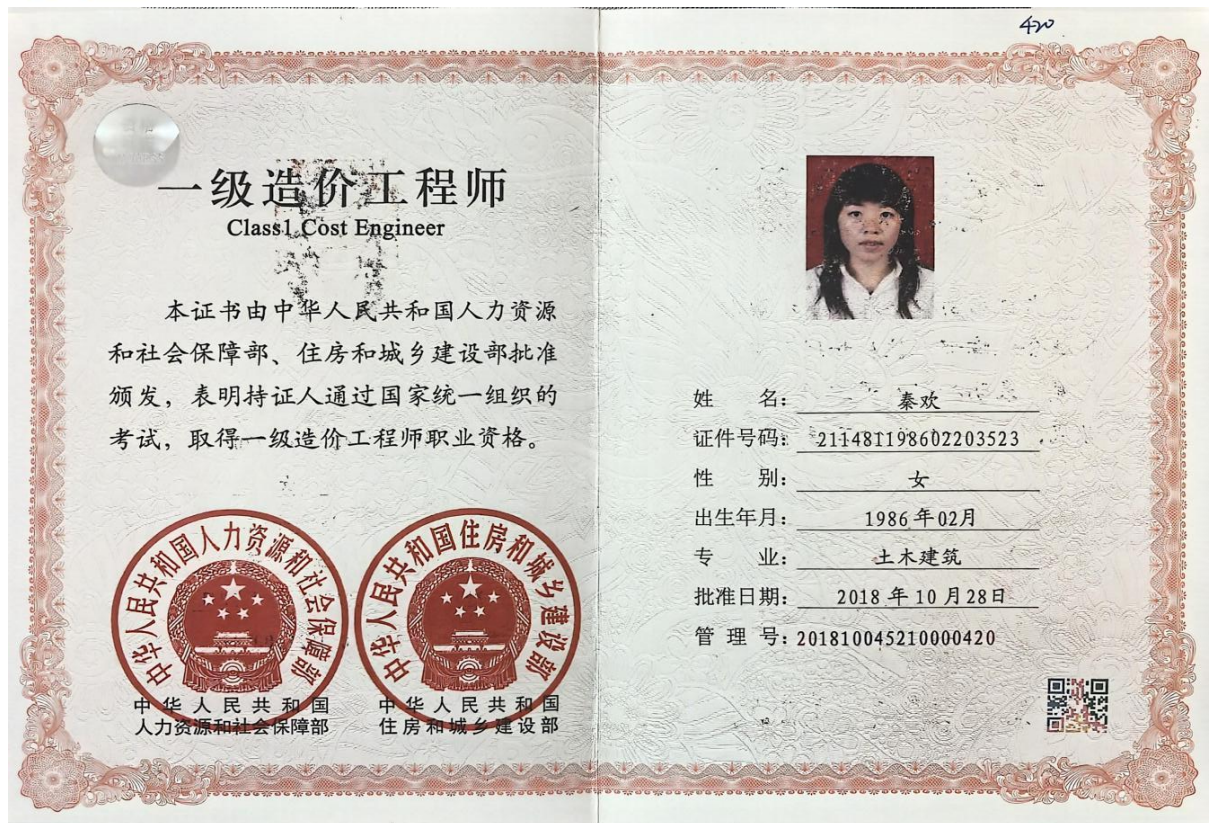 420
一级造价工程师
Class1 Cost Engineer
本证书由中华人民共和国人力资源
和社会保障部、住房和城乡建设部批准
颁发，表明持证人通过国家统一组织的
考试，取得一级造价工程师职业资格。
中华人民共和国人力资源和社会保障部
中华人民共和国住房和城乡建设部
中华人民共和国
人力资源和社会保障部
中华人民共和国
住房和城乡建设部
姓名：秦欢
证件号码：211481198602203523
性别：女
出生年月：1986年02月
专业：土木建筑
批准日期：2018年10月28日
管理号：201810045210000420